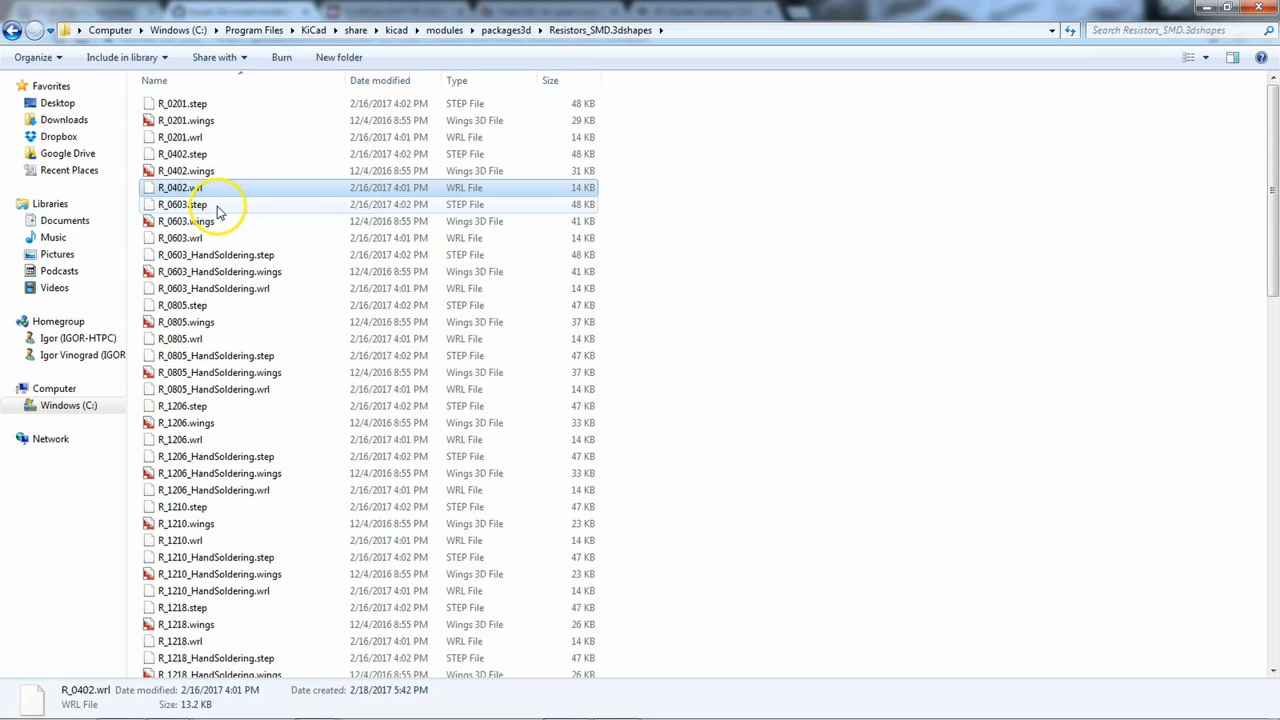 Computer Windows (C:) Program Files KiCad share kicad modules packages3d Resistors_SMD.3dshapes Search Resistors_SMD.3dshapes
Organize Include in library Share with Burn New folder
Name Date modified Type Size
Favorites
Desktop
Downloads
Dropbox
Google Drive
Recent Places
Libraries
Documents
Music
Pictures
Podcasts
Videos
Homegroup
Igor (IGOR-HTPC)
Igor Vinograd (IGOR
Computer
Windows (C:)
Network
R_0201.step 2/16/2017 4:02 PM STEP File 48 KB
R_0201.wings 12/4/2016 8:55 PM Wings 3D File 29 KB
R_0201.wrl 2/16/2017 4:02 PM WRL File 14 KB
R_0402.step 2/16/2017 4:02 PM STEP File 48 KB
R_0402.wings 12/4/2016 8:55 PM Wings 3D File 31 KB
R_0402.wrl 2/16/2017 4:01 PM WRL File 14 KB
R_0603.step 2/16/2017 4:02 PM STEP File 48 KB
R_0603.wings 12/4/2016 8:55 PM Wings 3D File 41 KB
R_0603.wrl 2/16/2017 4:01 PM WRL File 14 KB
R_0603_HandSoldering.step 2/16/2017 4:02 PM STEP File 48 KB
R_0603_HandSoldering.wings 12/4/2016 8:55 PM Wings 3D File 41 KB
R_0603_HandSoldering.wrl 2/16/2017 4:01 PM WRL File 14 KB
R_0805.step 2/16/2017 4:02 PM STEP File 47 KB
R_0805.wings 12/4/2016 8:55 PM Wings 3D File 37 KB
R_0805.wrl 2/16/2017 4:01 PM WRL File 14 KB
R_0805_HandSoldering.step 2/16/2017 4:02 PM STEP File 47 KB
R_0805_HandSoldering.wings 12/4/2016 8:55 PM Wings 3D File 37 KB
R_0805_HandSoldering.wrl 2/16/2017 4:01 PM WRL File 14 KB
R_1206.step 2/16/2017 4:02 PM STEP File 47 KB
R_1206.wings 12/4/2016 8:55 PM Wings 3D File 33 KB
R_1206.wrl 2/16/2017 4:01 PM WRL File 14 KB
R_1206_HandSoldering.step 2/16/2017 4:02 PM STEP File 47 KB
R_1206_HandSoldering.wings 12/4/2016 8:55 PM Wings 3D File 33 KB
R_1206_HandSoldering.wrl 2/16/2017 4:01 PM WRL File 14 KB
R_1210.step 2/16/2017 4:02 PM STEP File 47 KB
R_1210.wings 12/4/2016 8:55 PM Wings 3D File 23 KB
R_1210.wrl 2/16/2017 4:01 PM WRL File 14 KB
R_1210_HandSoldering.step 2/16/2017 4:02 PM STEP File 47 KB
R_1210_HandSoldering.wings 12/4/2016 8:55 PM Wings 3D File 23 KB
R_1210_HandSoldering.wrl 2/16/2017 4:01 PM WRL File 14 KB
R_1218.step 2/16/2017 4:02 PM STEP File 47 KB
R_1218.wings 12/4/2016 8:55 PM Wings 3D File 26 KB
R_1218.wrl 2/16/2017 4:01 PM WRL File 14 KB
R_1218_HandSoldering.step 2/16/2017 4:02 PM STEP File 47 KB
R_1218_HandSoldering.wings 12/4/2016 8:55 PM Wings 3D File 26 KB
R_0402.wrl Date modified: 2/16/2017 4:01 PM Date created: 2/18/2017 5:42 PM
WRL File Size: 13.2 KB